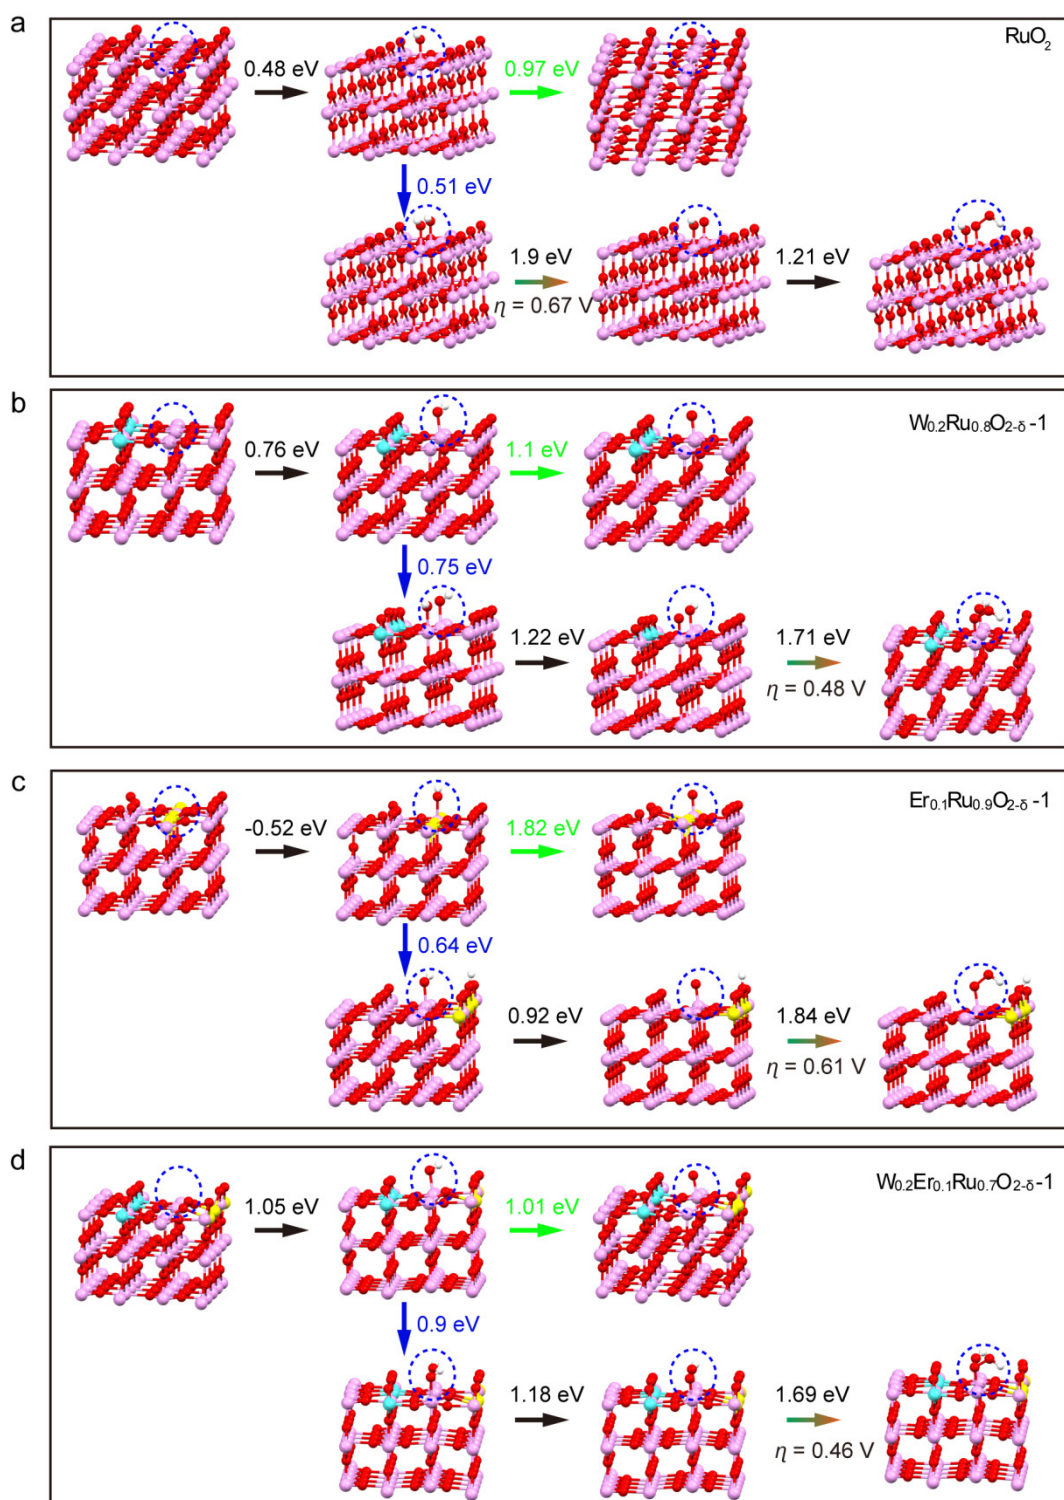 a
RuO₂
0.48 eV
0.97 eV
0.51 eV
1.9 eV
1.21 eV
η = 0.67 V
b
W₀.₂Ru₀.₈O₂₋δ -1
0.76 eV
1.1 eV
0.75 eV
1.22 eV
1.71 eV
η = 0.48 V
c
Er₀.₁Ru₀.₉O₂₋δ -1
-0.52 eV
1.82 eV
0.64 eV
0.92 eV
1.84 eV
η = 0.61 V
d
W₀.₂Er₀.₁Ru₀.₇O₂₋δ-1
1.05 eV
1.01 eV
0.9 eV
1.18 eV
1.69 eV
η = 0.46 V